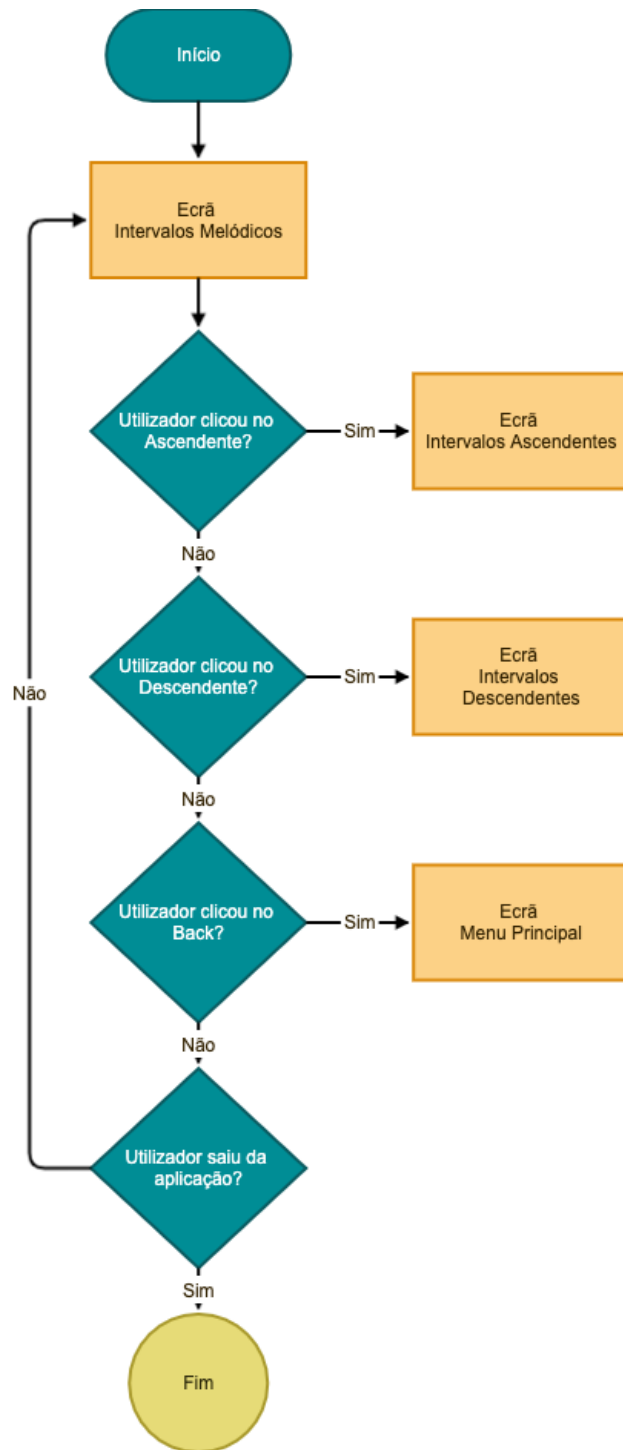 Início
Ecrã
Intervalos Melódicos
Utilizador clicou no
Ascendente?
Sim
Ecrã
Intervalos Ascendentes
Não
Utilizador clicou no
Descendente?
Sim
Ecrã
Intervalos
Descendentes
Não
Não
Utilizador clicou no
Back?
Sim
Ecrã
Menu Principal
Não
Utilizador saiu da
aplicação?
Sim
Fim